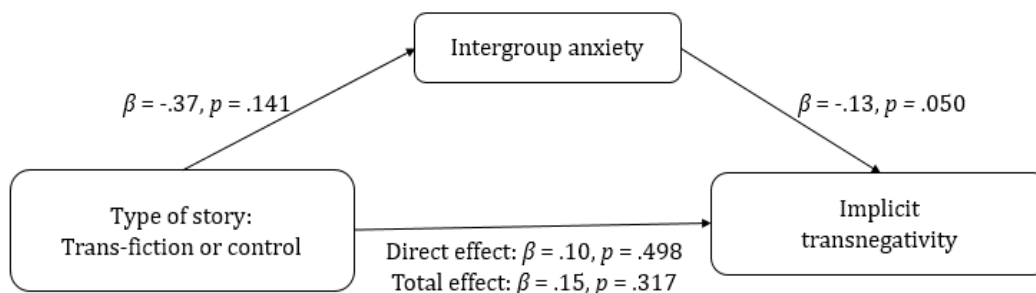 Intergroup anxiety
β = -.37, p = .141
β = -.13, p = .050
Type of story:
Trans-fiction or control
Implicit
transnegativity
Direct effect: β = .10, p = .498
Total effect: β = .15, p = .317